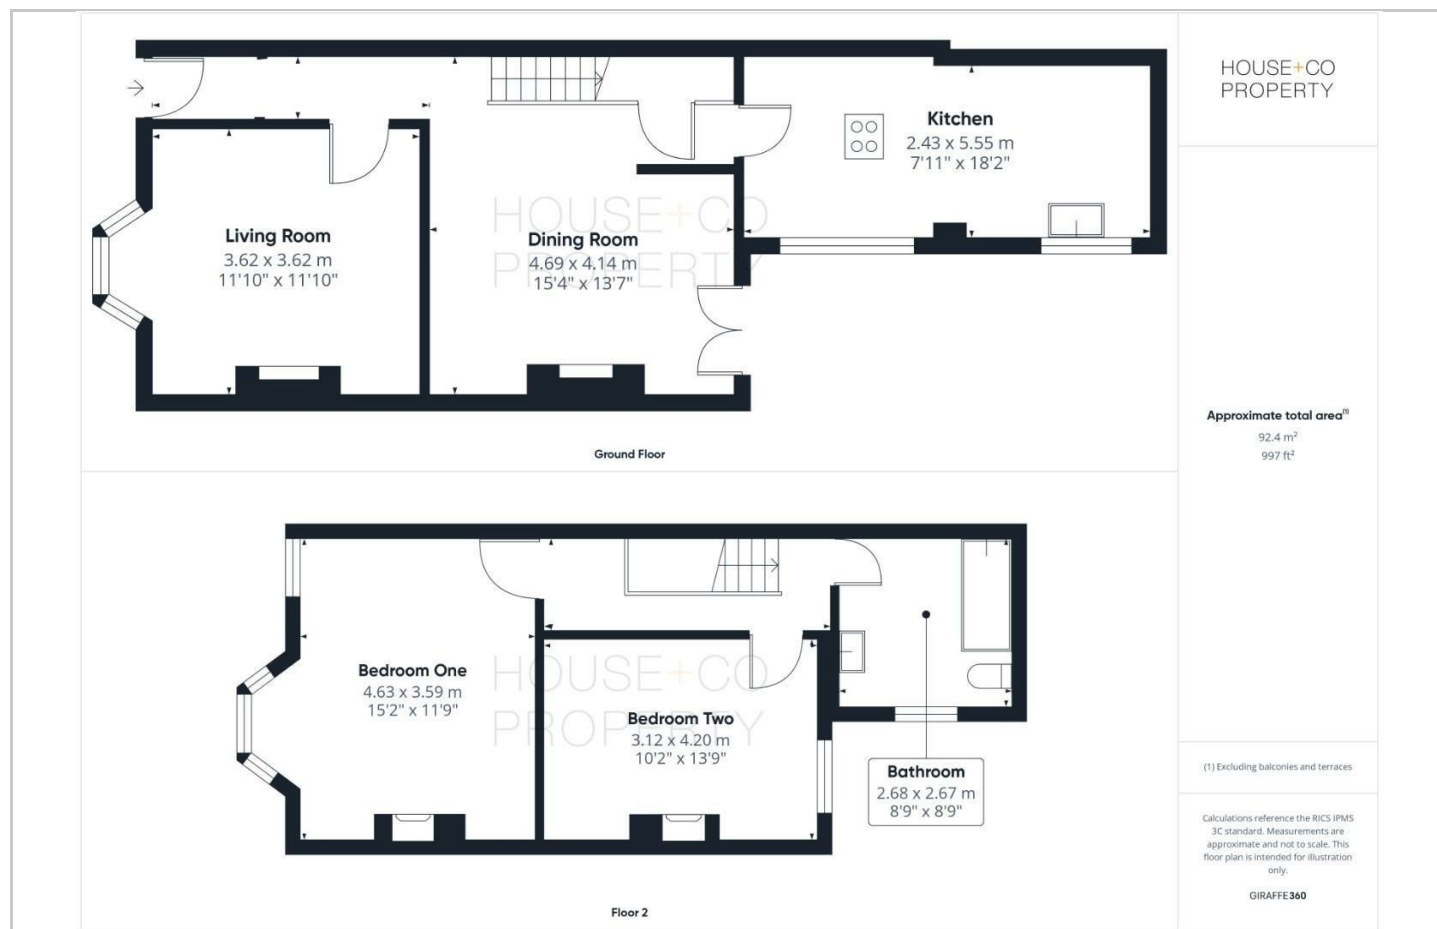 HOUSE+CO
PROPERTY
Kitchen
2.43 x 5.55 m
7'11" x 18'2"
Living Room
3.62 x 3.62 m
11'10" x 11'10"
HOUSE+CO
PROPERTY
Dining Room
4.69 x 4.14 m
15'4" x 13'7"
Ground Floor
Approximate total area(1)
92.4 m²
997 ft²
Bedroom One
4.63 x 3.59 m
15'2" x 11'9"
HOUSE+CO
PROPERTY
Bedroom Two
3.12 x 4.20 m
10'2" x 13'9"
Bathroom
2.68 x 2.67 m
8'9" x 8'9"
Floor 2
(1) Excluding balconies and terraces
Calculations reference the RICS IPMS
3C standard. Measurements are
approximate and not to scale. This
floor plan is intended for illustration
only.
GIRAFFE360